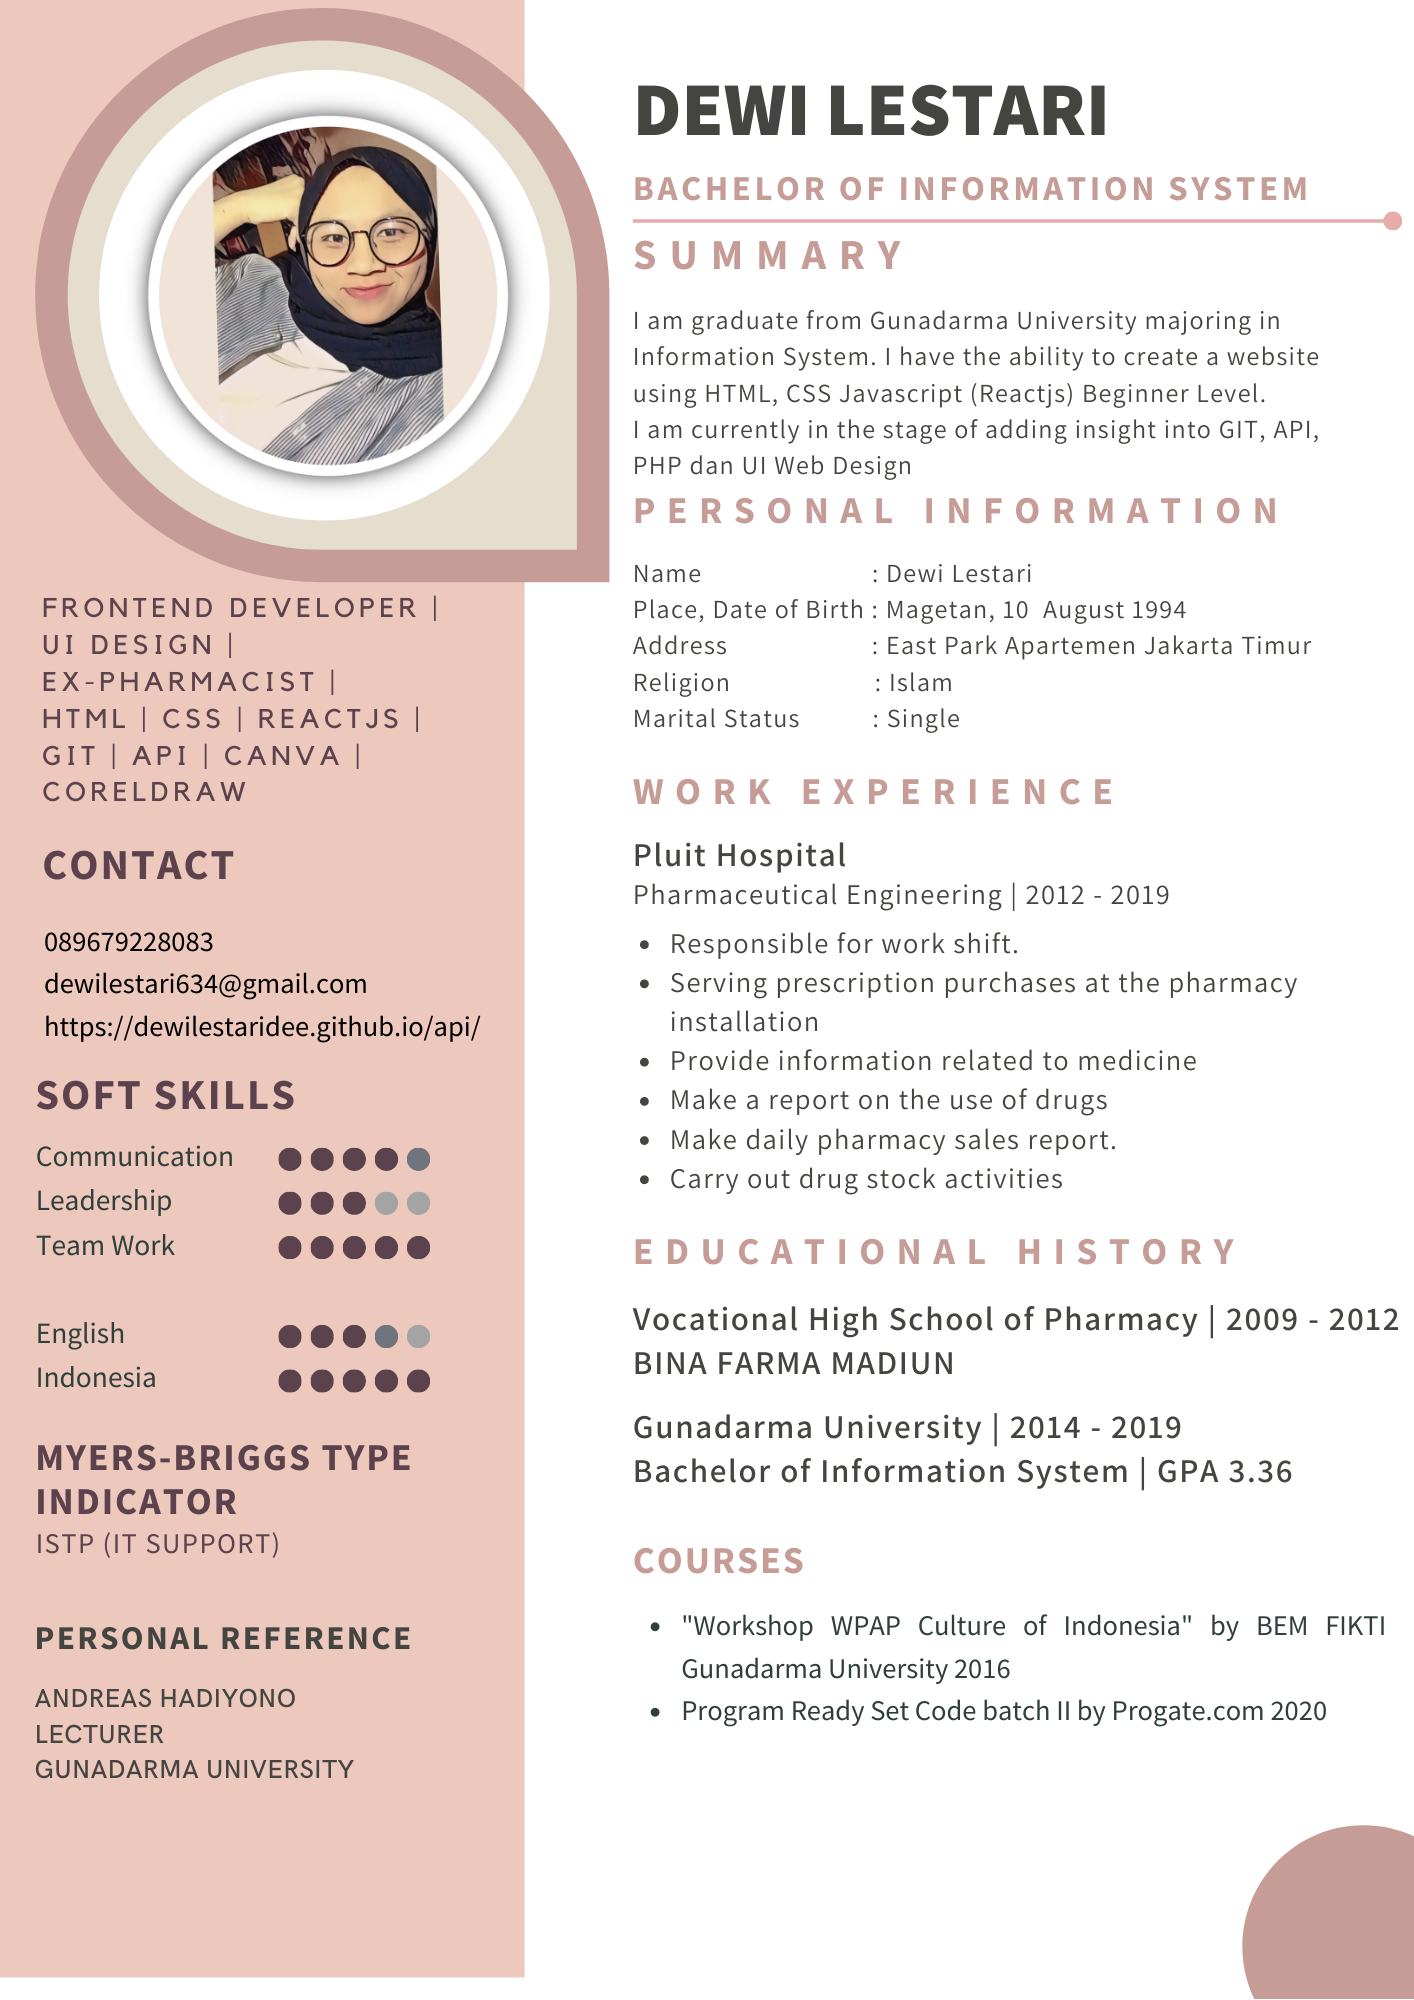 DEWI LESTARI
BACHELOR OF INFORMATION SYSTEM
SUMMARY
I am graduate from Gunadarma University majoring in
Information System. I have the ability to create a website
using HTML, CSS Javascript (Reactjs) Beginner Level.
I am currently in the stage of adding insight into GIT, API,
PHP dan UI Web Design
PERSONAL INFORMATION
Name : Dewi Lestari
Place, Date of Birth : Magetan, 10 August 1994
Address : East Park Apartemen Jakarta Timur
Religion : Islam
Marital Status : Single
WORK EXPERIENCE
Pluit Hospital
Pharmaceutical Engineering | 2012 - 2019
• Responsible for work shift.
• Serving prescription purchases at the pharmacy
installation
• Provide information related to medicine
• Make a report on the use of drugs
• Make daily pharmacy sales report.
• Carry out drug stock activities
EDUCATIONAL HISTORY
Vocational High School of Pharmacy | 2009 - 2012
BINA FARMA MADIUN
Gunadarma University | 2014 - 2019
Bachelor of Information System | GPA 3.36
COURSES
• "Workshop WPAP Culture of Indonesia" by BEM FIKTI
Gunadarma University 2016
• Program Ready Set Code batch II by Progate.com 2020
FRONTEND DEVELOPER |
UI DESIGN |
EX-PHARMACIST |
HTML | CSS | REACTJS |
GIT | API | CANVA |
CORELDRAW
CONTACT
089679228083
dewilestari634@gmail.com
https://dewilestaridee.github.io/api/
SOFT SKILLS
Communication
Leadership
Team Work
English
Indonesia
MYERS-BRIGGS TYPE
INDICATOR
ISTP (IT SUPPORT)
PERSONAL REFERENCE
ANDREAS HADIYONO
LECTURER
GUNADARMA UNIVERSITY